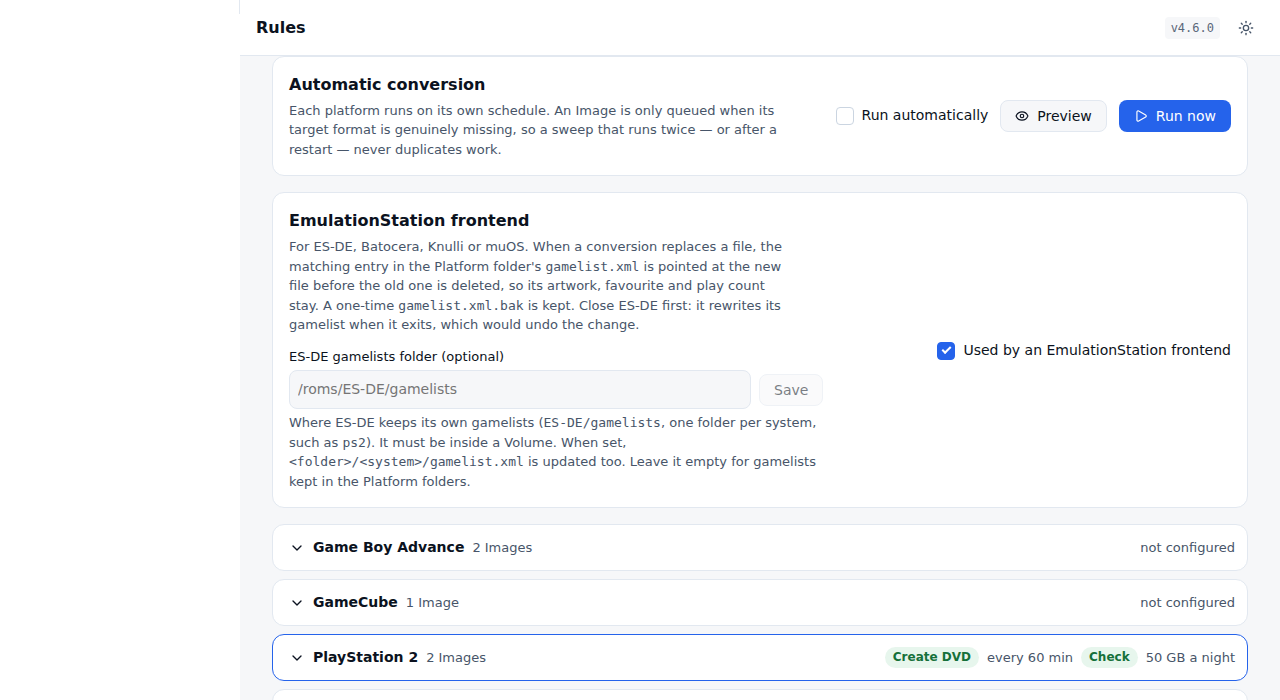 Rules
v4.6.0
Automatic conversion
Each platform runs on its own schedule. An Image is only queued when its
target format is genuinely missing, so a sweep that runs twice — or after a
restart — never duplicates work.
Run automatically
Preview
Run now
EmulationStation frontend
For ES-DE, Batocera, Knulli or muOS. When a conversion replaces a file, the
matching entry in the Platform folder's gamelist.xml is pointed at the new
file before the old one is deleted, so its artwork, favourite and play count
stay. A one-time gamelist.xml.bak is kept. Close ES-DE first: it rewrites its
gamelist when it exits, which would undo the change.
ES-DE gamelists folder (optional)
/roms/ES-DE/gamelists
Save
Where ES-DE keeps its own gamelists (ES-DE/gamelists, one folder per system,
such as ps2). It must be inside a Volume. When set,
<folder>/<system>/gamelist.xml is updated too. Leave it empty for gamelists
kept in the Platform folders.
Used by an EmulationStation frontend
Game Boy Advance 2 Images not configured
GameCube 1 Image not configured
PlayStation 2 2 Images Create DVD every 60 min Check 50 GB a night